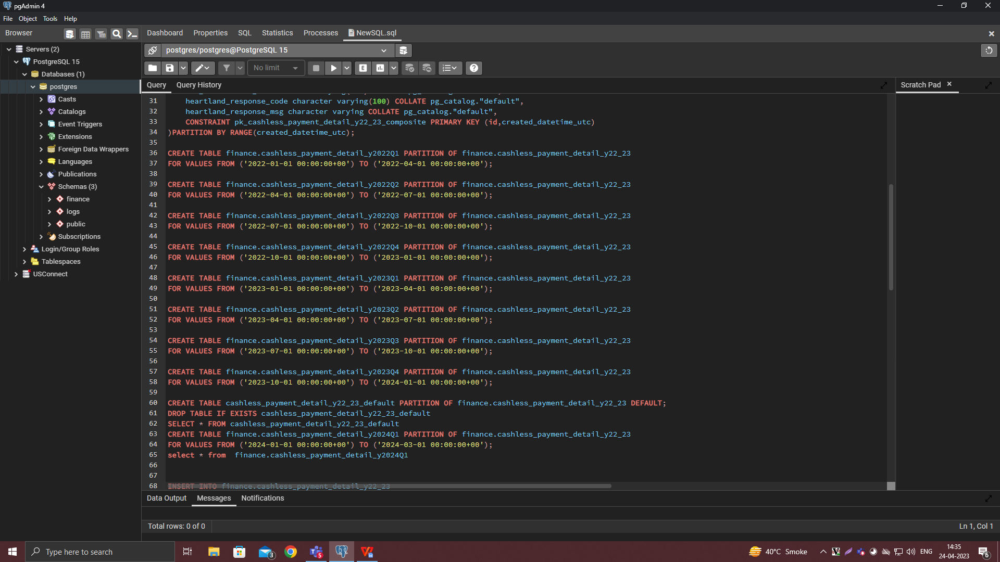 pgAdmin 4
File Object Tools Help
Browser
Dashboard Properties SQL Statistics Processes NewSQL.sql
Servers (2)
PostgreSQL 15
Databases (1)
postgres
Casts
Catalogs
Event Triggers
Extensions
Foreign Data Wrappers
Languages
Publications
Schemas (3)
finance
logs
public
Subscriptions
Login/Group Roles
Tablespaces
USConnect
postgres/postgres@PostgreSQL 15
No limit
E
Query Query History
Scratch Pad
31 heartland_response_code character varying(100) COLLATE pg_catalog."default",
32 heartland_response_msg character varying COLLATE pg_catalog."default",
33 CONSTRAINT pk_cashless_payment_detail_y22_23_composite PRIMARY KEY (id,created_datetime_utc)
34 )PARTITION BY RANGE(created_datetime_utc);
35
36 CREATE TABLE finance.cashless_payment_detail_y2022Q1 PARTITION OF finance.cashless_payment_detail_y22_23
37 FOR VALUES FROM ('2022-01-01 00:00:00+00') TO ('2022-04-01 00:00:00+00');
38
39 CREATE TABLE finance.cashless_payment_detail_y2022Q2 PARTITION OF finance.cashless_payment_detail_y22_23
40 FOR VALUES FROM ('2022-04-01 00:00:00+00') TO ('2022-07-01 00:00:00+00');
41
42 CREATE TABLE finance.cashless_payment_detail_y2022Q3 PARTITION OF finance.cashless_payment_detail_y22_23
43 FOR VALUES FROM ('2022-07-01 00:00:00+00') TO ('2022-10-01 00:00:00+00');
44
45 CREATE TABLE finance.cashless_payment_detail_y2022Q4 PARTITION OF finance.cashless_payment_detail_y22_23
46 FOR VALUES FROM ('2022-10-01 00:00:00+00') TO ('2023-01-01 00:00:00+00');
47
48 CREATE TABLE finance.cashless_payment_detail_y2023Q1 PARTITION OF finance.cashless_payment_detail_y22_23
49 FOR VALUES FROM ('2023-01-01 00:00:00+00') TO ('2023-04-01 00:00:00+00');
50
51 CREATE TABLE finance.cashless_payment_detail_y2023Q2 PARTITION OF finance.cashless_payment_detail_y22_23
52 FOR VALUES FROM ('2023-04-01 00:00:00+00') TO ('2023-07-01 00:00:00+00');
53
54 CREATE TABLE finance.cashless_payment_detail_y2023Q3 PARTITION OF finance.cashless_payment_detail_y22_23
55 FOR VALUES FROM ('2023-07-01 00:00:00+00') TO ('2023-10-01 00:00:00+00');
56
57 CREATE TABLE finance.cashless_payment_detail_y2023Q4 PARTITION OF finance.cashless_payment_detail_y22_23
58 FOR VALUES FROM ('2023-10-01 00:00:00+00') TO ('2024-01-01 00:00:00+00');
59
60 CREATE TABLE cashless_payment_detail_y22_23_default PARTITION OF finance.cashless_payment_detail_y22_23 DEFAULT;
61 DROP TABLE IF EXISTS cashless_payment_detail_y22_23_default
62 SELECT * FROM cashless_payment_detail_y22_23_default
63 CREATE TABLE finance.cashless_payment_detail_y2024Q1 PARTITION OF finance.cashless_payment_detail_y22_23
64 FOR VALUES FROM ('2024-01-01 00:00:00+00') TO ('2024-03-01 00:00:00+00');
65 select * from  finance.cashless_payment_detail_y2024Q1
66
67
68 INSERT INTO finance.cashless_payment_detail_y22_23
Data Output Messages Notifications
Total rows: 0 of 0
Ln 1, Col 1
Type here to search
3
5
40°C Smoke
ENG
14:35
24-04-2023
6